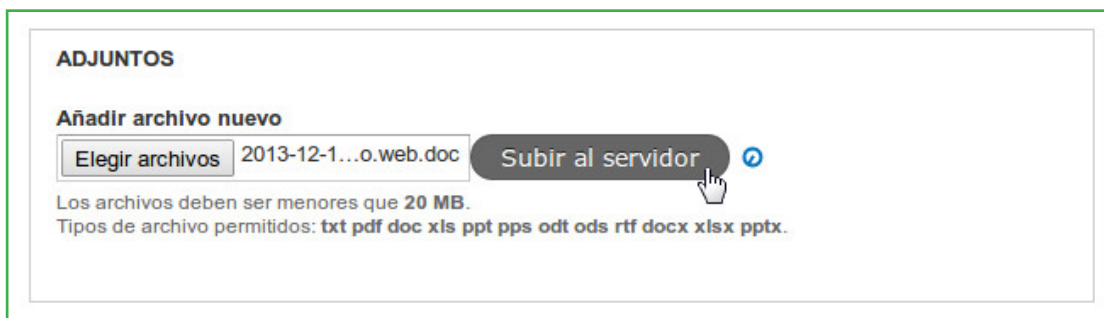 ADJUNTOS
Añadir archivo nuevo
Elegir archivos 2013-12-1…o.web.doc Subir al servidor
Los archivos deben ser menores que 20 MB.
Tipos de archivo permitidos: txt pdf doc xls ppt pps odt ods rtf docx xlsx pptx.